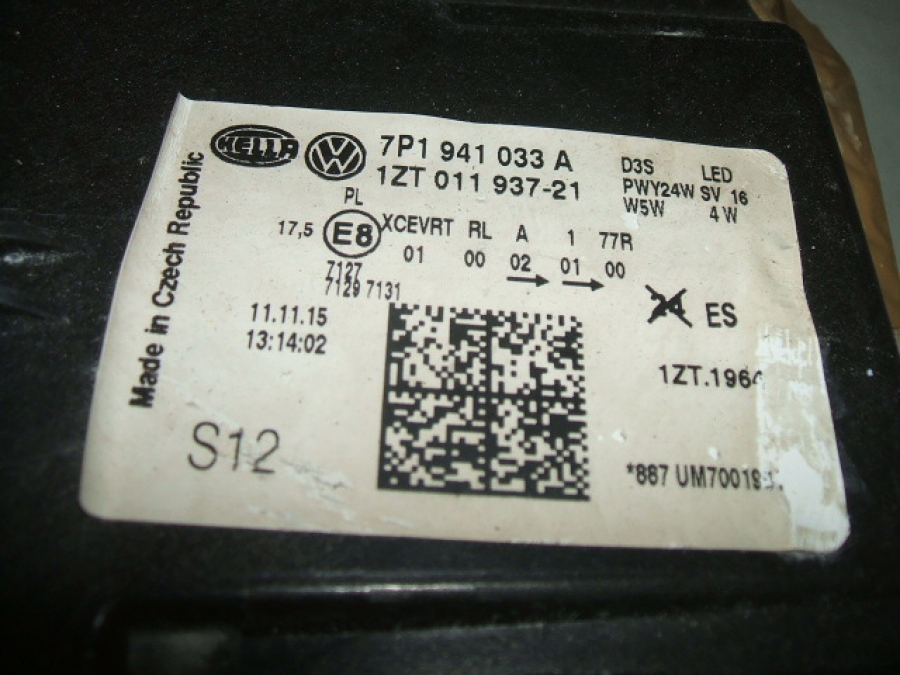 HELLA
VW
7P1 941 033 A
1ZT 011 937-21
D3S LED
PWY24W SV 16
W5W 4 W
PL
17,5 E8 XCEVRT RL A 1 77R
01 00 02 01 00
7127
7129 7131
11.11.15
13:14:02
24 ES
1ZT.1964
S12
*887 UM70019
Made in Czech Republic